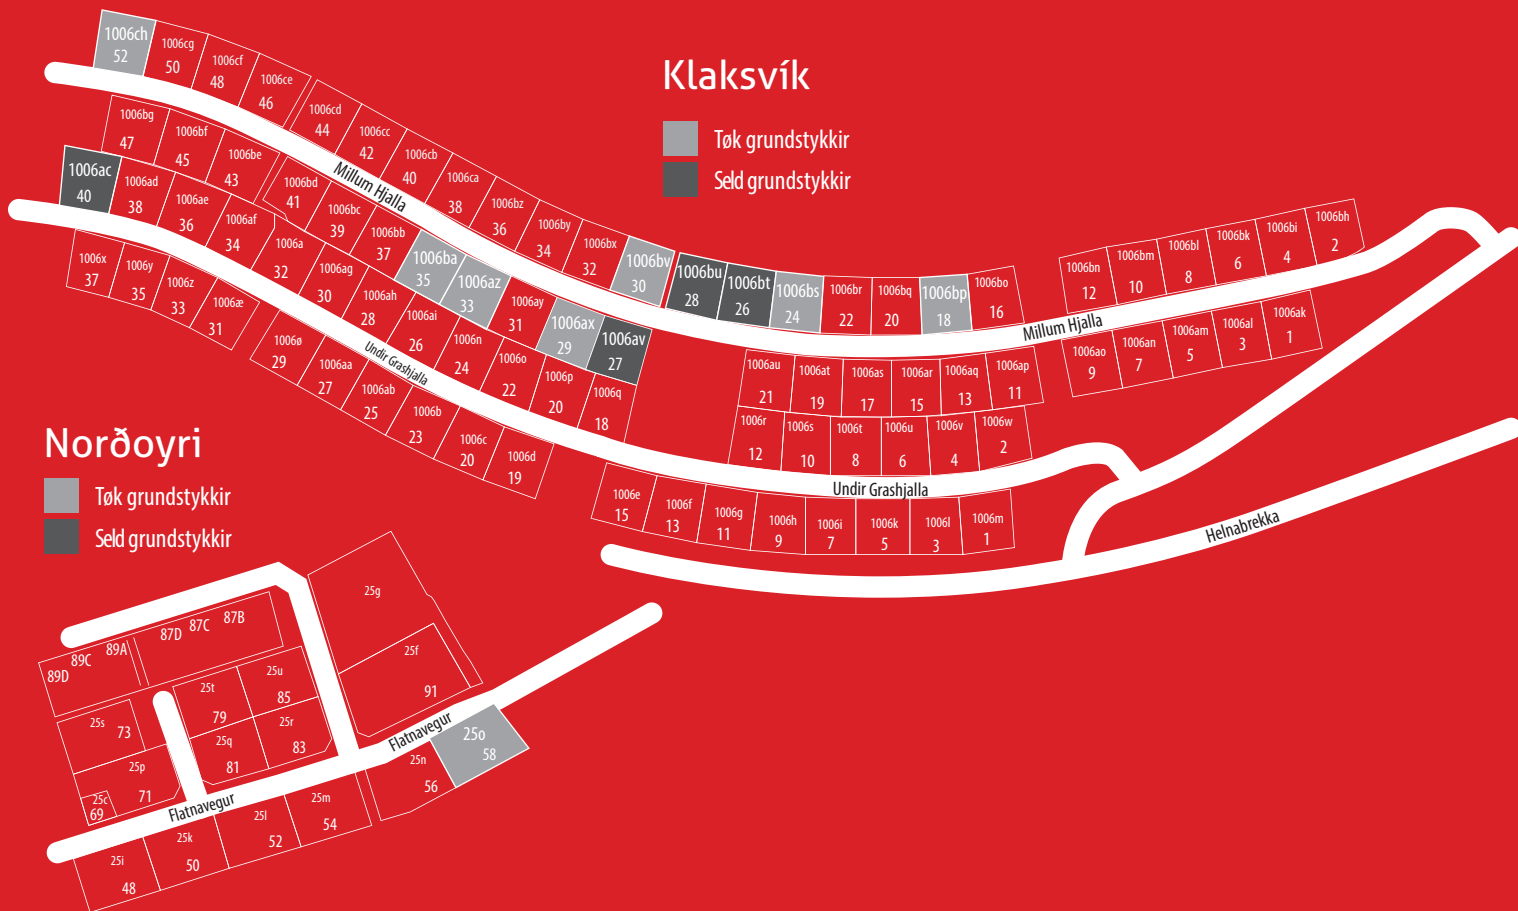 1006ch
52
1006cg
50
1006cf
48
1006ce
46
1006cd
44
1006cc
42
1006cb
40
1006ca
38
1006bz
36
1006by
34
1006bx
32
1006bv
30
1006bu
28
1006bt
26
1006bs
24
1006br
22
1006bq
20
1006bp
18
1006bo
16
1006bn
12
1006bm
10
1006bl
8
1006bk
6
1006bi
4
1006bh
2
Klaksvík
Tøk grundstykkir
Seld grundstykkir
Millum Hjalla
Millum Hjalla
1006bg
47
1006bf
45
1006be
43
1006bd
41
1006bc
39
1006bb
37
1006ba
35
1006az
33
1006ay
31
1006ax
29
1006av
27
1006au
21
1006at
19
1006as
17
1006ar
15
1006aq
13
1006ap
11
1006ao
9
1006an
7
1006am
5
1006al
3
1006ak
1
1006ac
40
1006ad
38
1006ae
36
1006af
34
1006a
32
1006ag
30
1006ah
28
1006ai
26
1006n
24
1006o
22
1006p
20
1006q
18
1006r
12
1006s
10
1006t
8
1006u
6
1006v
4
1006w
2
Undir Grashjalla
Undir Grashjalla
1006x
37
1006y
35
1006z
33
1006æ
31
1006ø
29
1006aa
27
1006ab
25
1006b
23
1006c
20
1006d
19
1006e
15
1006f
13
1006g
11
1006h
9
1006i
7
1006k
5
1006l
3
1006m
1
Helnabrekka
Norðoyri
Tøk grundstykkir
Seld grundstykkir
25g
25f
91
89D
89C
89A
87D
87C
87B
25t
79
25u
85
25s
73
25q
81
25r
83
25p
71
25c
69
Flatnavegur
Flatnavegur
25o
58
25n
56
25m
54
25l
52
25k
50
25i
48